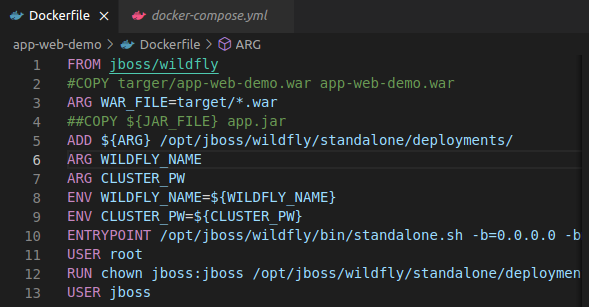 Dockerfile × docker-compose.yml
app-web-demo > Dockerfile > ARG
1 FROM jboss/wildfly
2 #COPY targer/app-web-demo.war app-web-demo.war
3 ARG WAR_FILE=target/*.war
4 ##COPY ${JAR_FILE} app.jar
5 ADD ${ARG} /opt/jboss/wildfly/standalone/deployments/
6 ARG WILDFLY_NAME
7 ARG CLUSTER_PW
8 ENV WILDFLY_NAME=${WILDFLY_NAME}
9 ENV CLUSTER_PW=${CLUSTER_PW}
10 ENTRYPOINT /opt/jboss/wildfly/bin/standalone.sh -b=0.0.0.0 -b
11 USER root
12 RUN chown jboss:jboss /opt/jboss/wildfly/standalone/deploymen
13 USER jboss